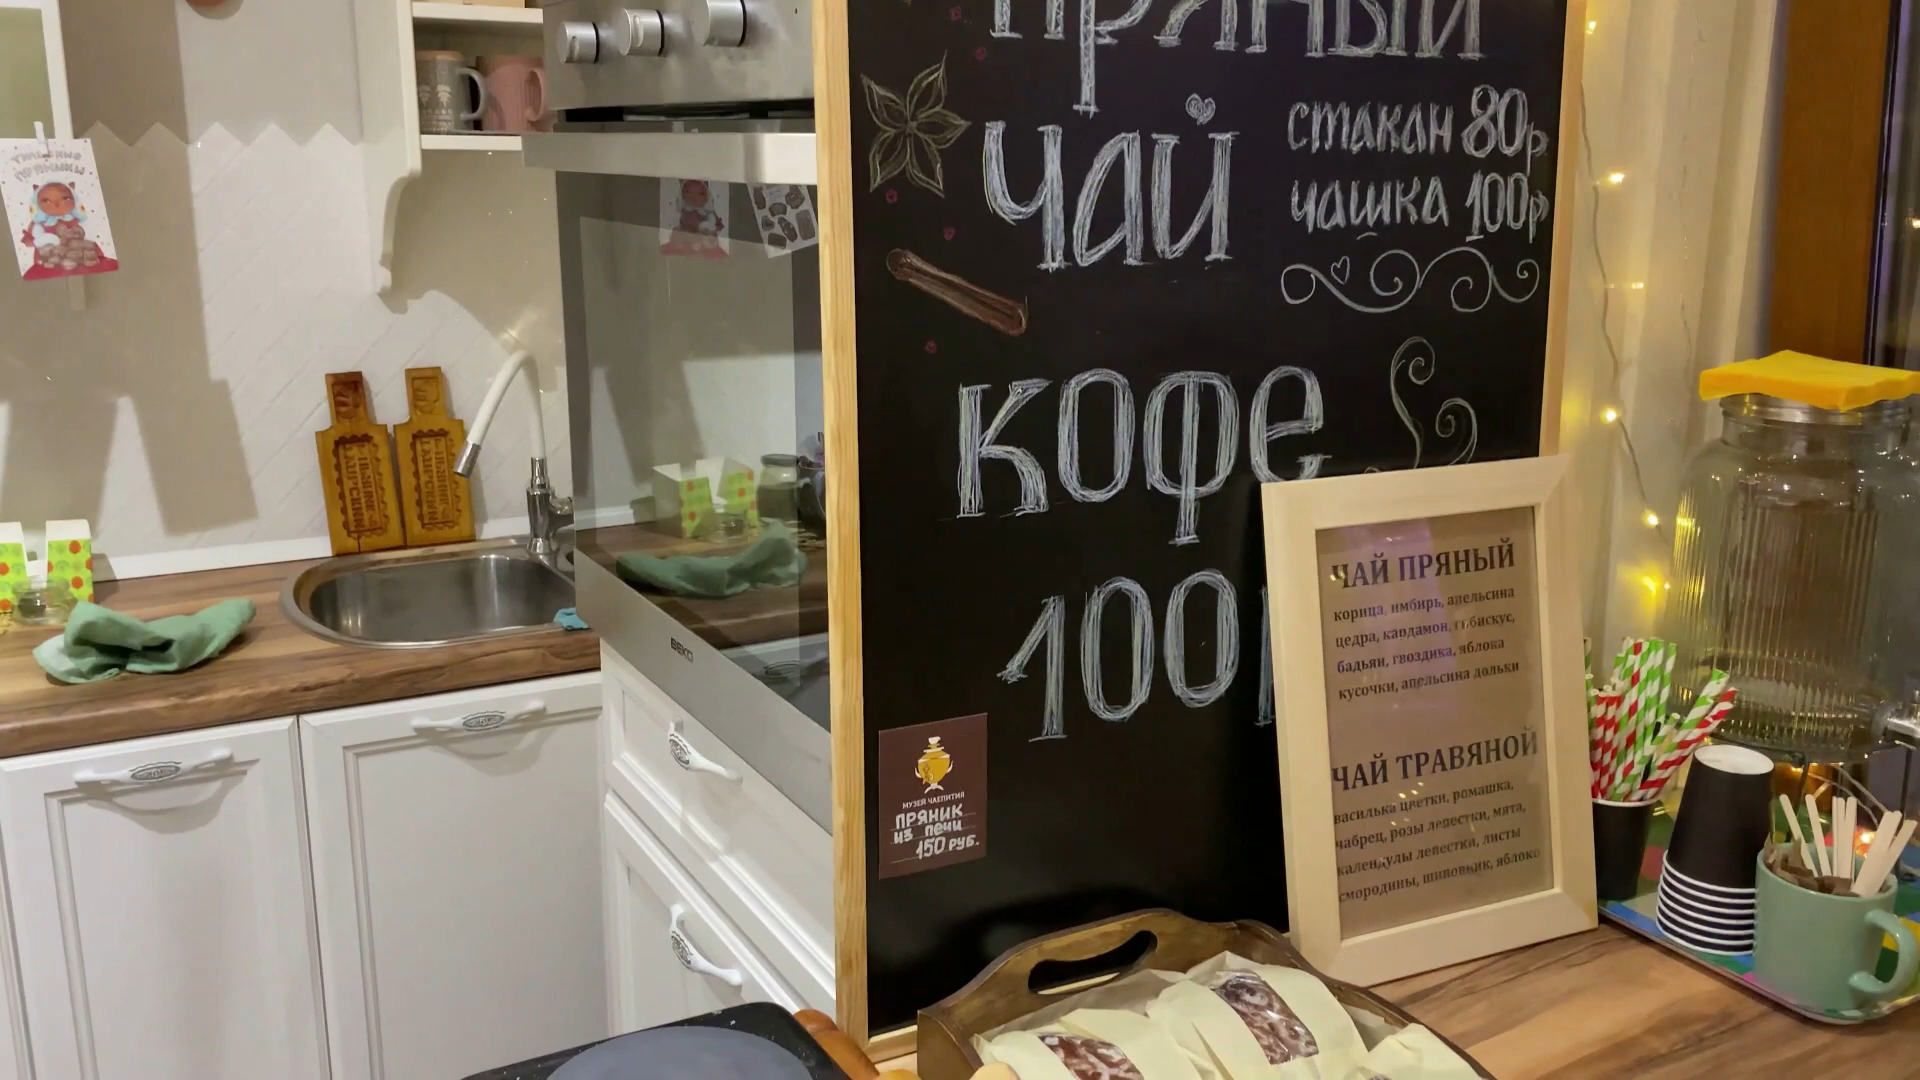 ПРЯНЫЙ
ЧАЙ
стакан 80р
чашка 100р
КОФЕ
100
ЧАЙ ПРЯНЫЙ
корица, имбирь, апельсина
цедра, кардамон, гибискус,
бадьян, гвоздика, яблока
кусочки, апельсина дольки
ЧАЙ ТРАВЯНОЙ
василька цветки, ромашка,
чабрец, розы лепестки, мята,
календулы лепестки, листы
смородины, шиповник, яблоко
МУЗЕЙ ЧАЕПИТИЯ
ПРЯНИК
из печи
150 РУБ.
BEKO